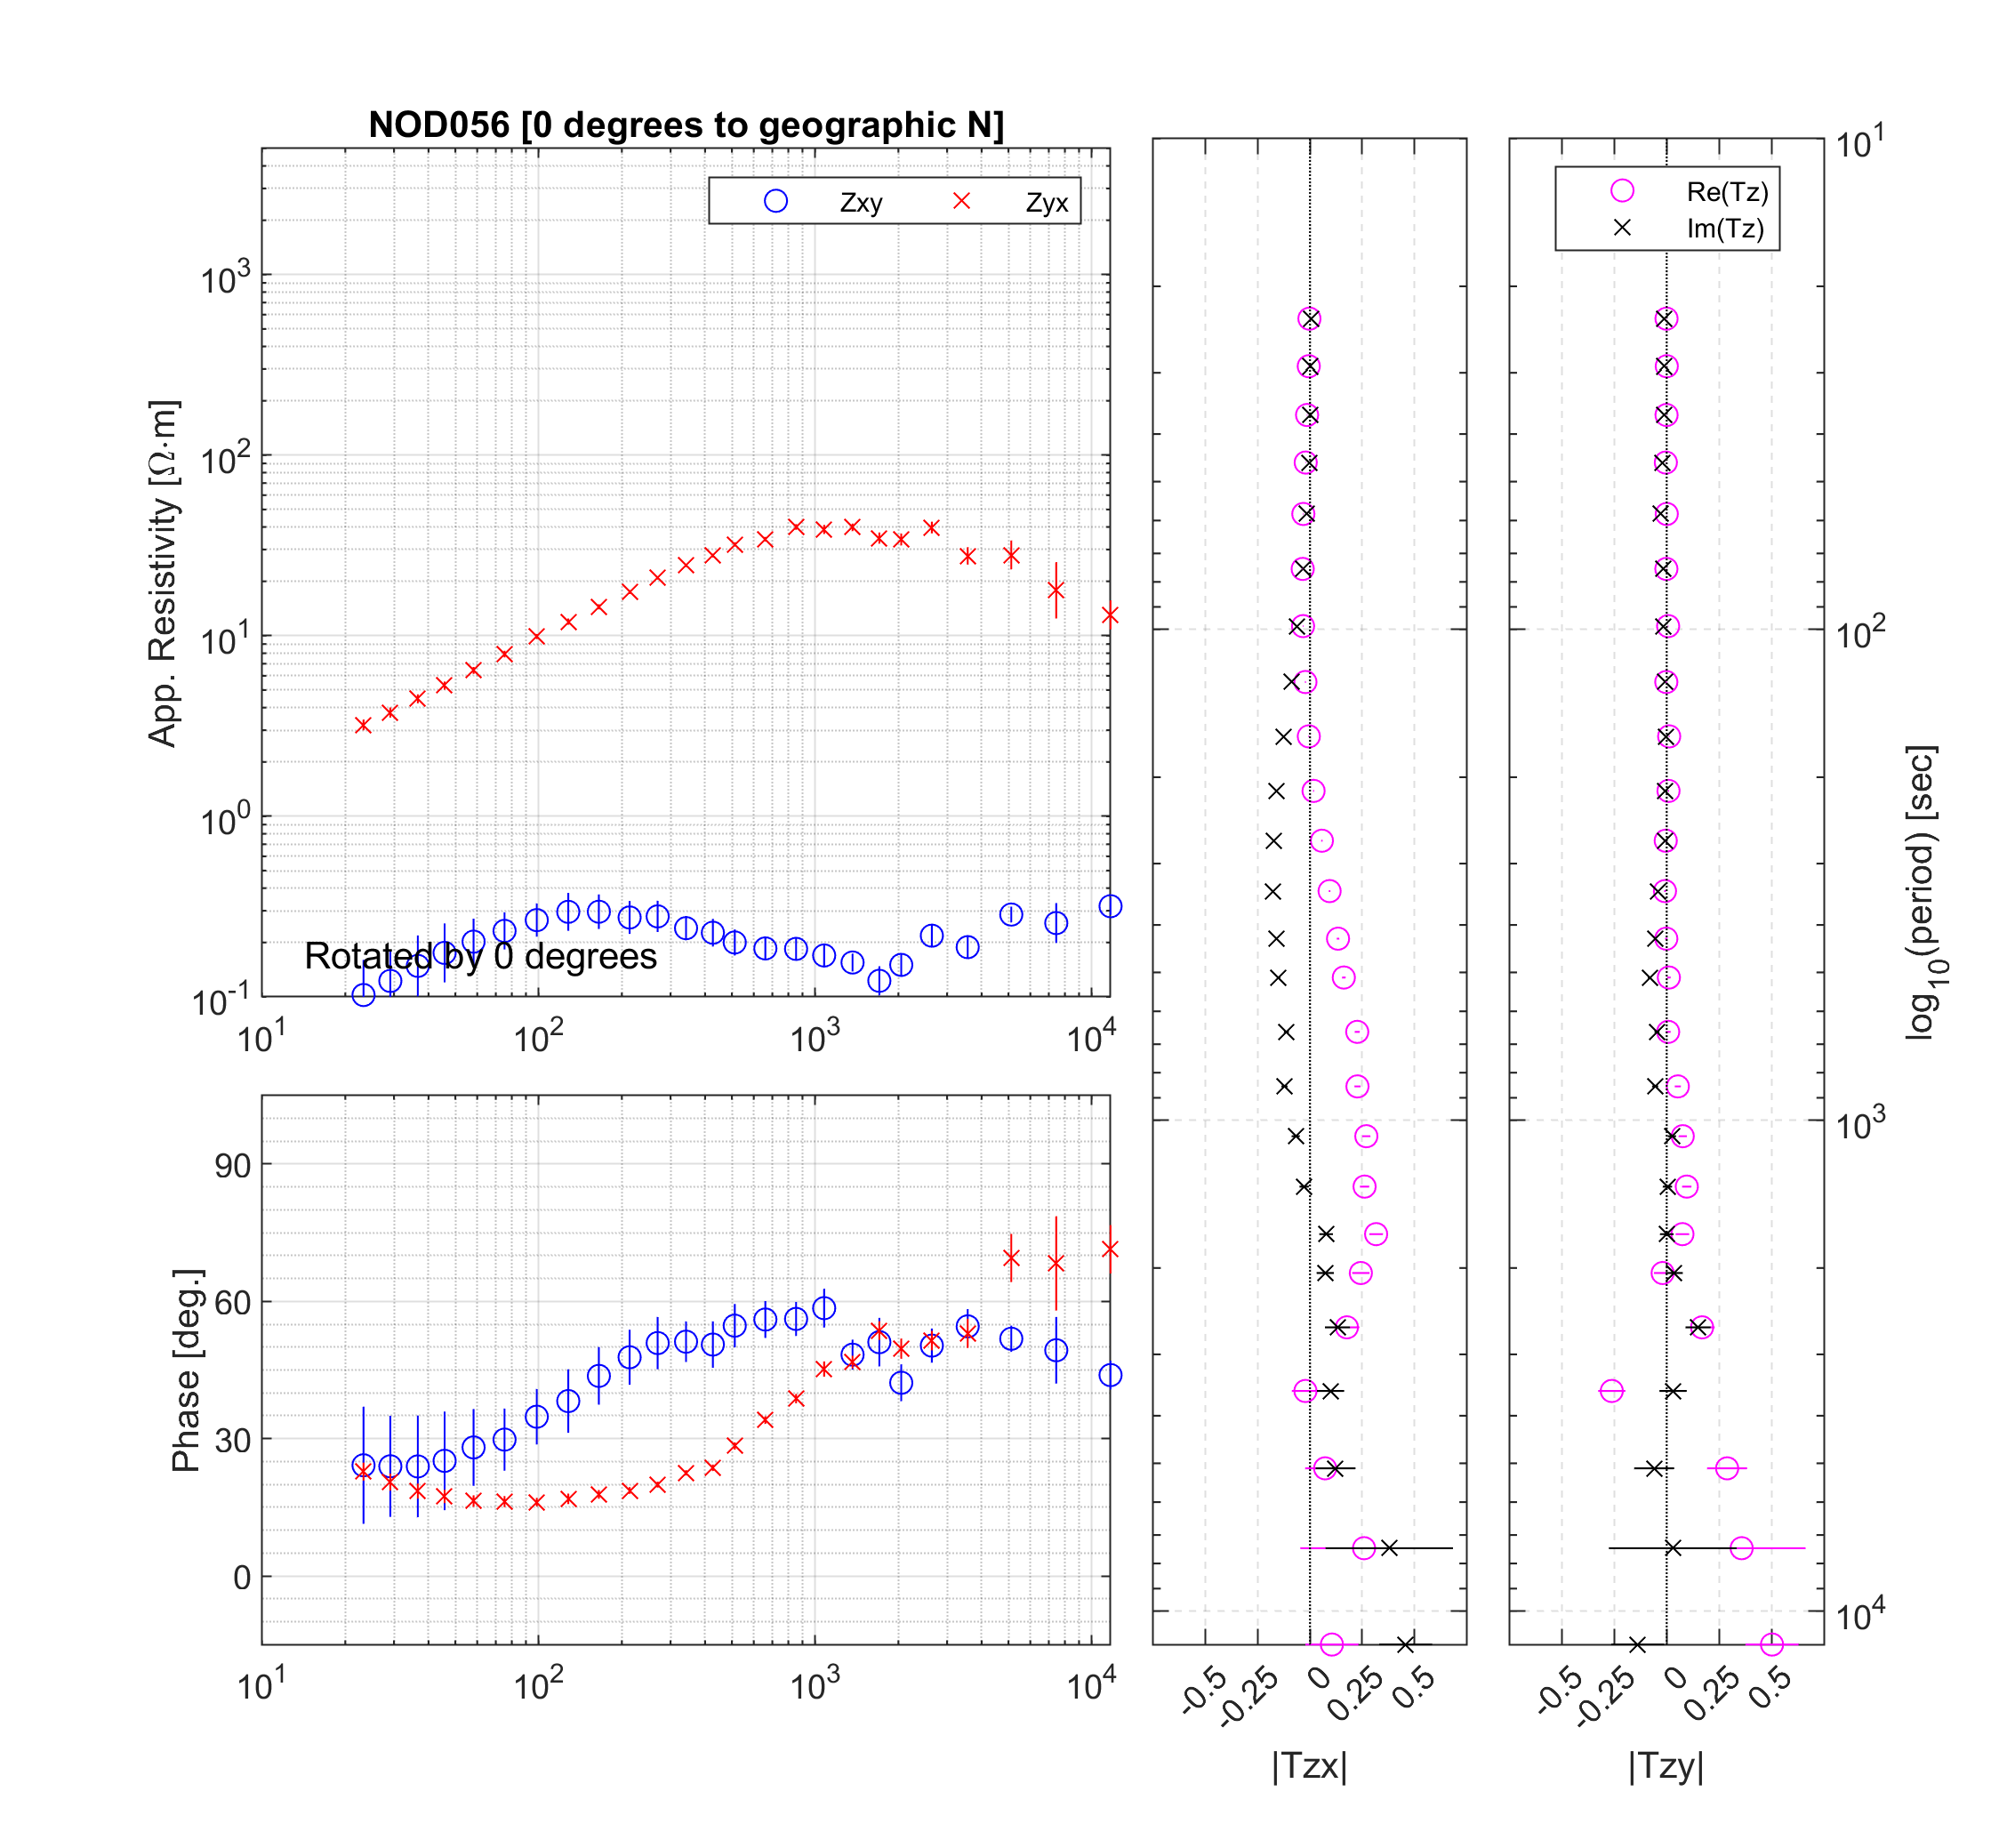 NOD056 [0 degrees to geographic N]
Zxy Zyx
App. Resistivity [Ω·m]
10^3
10^2
10^1
10^0
10^-1
Rotated by 0 degrees
10^1 10^2 10^3 10^4
Phase [deg.]
90
60
30
0
10^1 10^2 10^3 10^4
-0.5 -0.25 0 0.25 0.5
|Tzx|
Re(Tz)
Im(Tz)
-0.5 -0.25 0 0.25 0.5
|Tzy|
10^1
10^2
10^3
10^4
log_10(period) [sec]